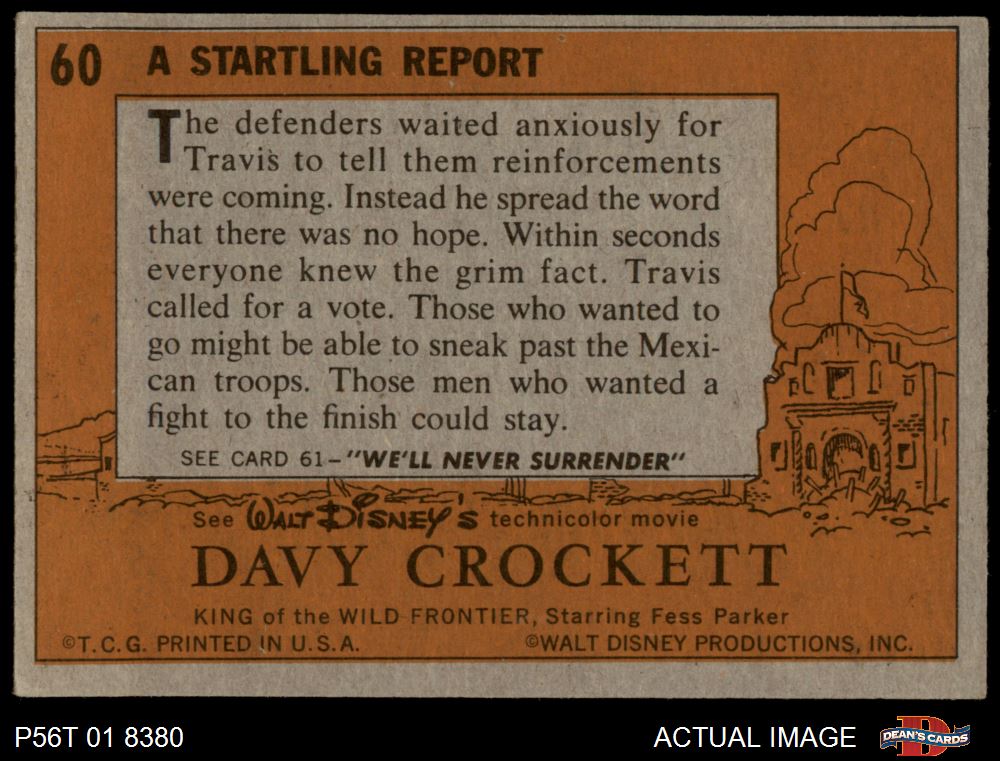 60 A STARTLING REPORT
The defenders waited anxiously for
Travis to tell them reinforcements
were coming. Instead he spread the word
that there was no hope. Within seconds
everyone knew the grim fact. Travis
called for a vote. Those who wanted to
go might be able to sneak past the Mexi-
can troops. Those men who wanted a
fight to the finish could stay.
SEE CARD 61-"WE'LL NEVER SURRENDER"
See WALT DISNEY'S technicolor movie
DAVY CROCKETT
KING of the WILD FRONTIER, Starring Fess Parker
©T.C.G. PRINTED IN U.S.A. ©WALT DISNEY PRODUCTIONS, INC.
P56T 01 8380 ACTUAL IMAGE DEAN'S CARDS